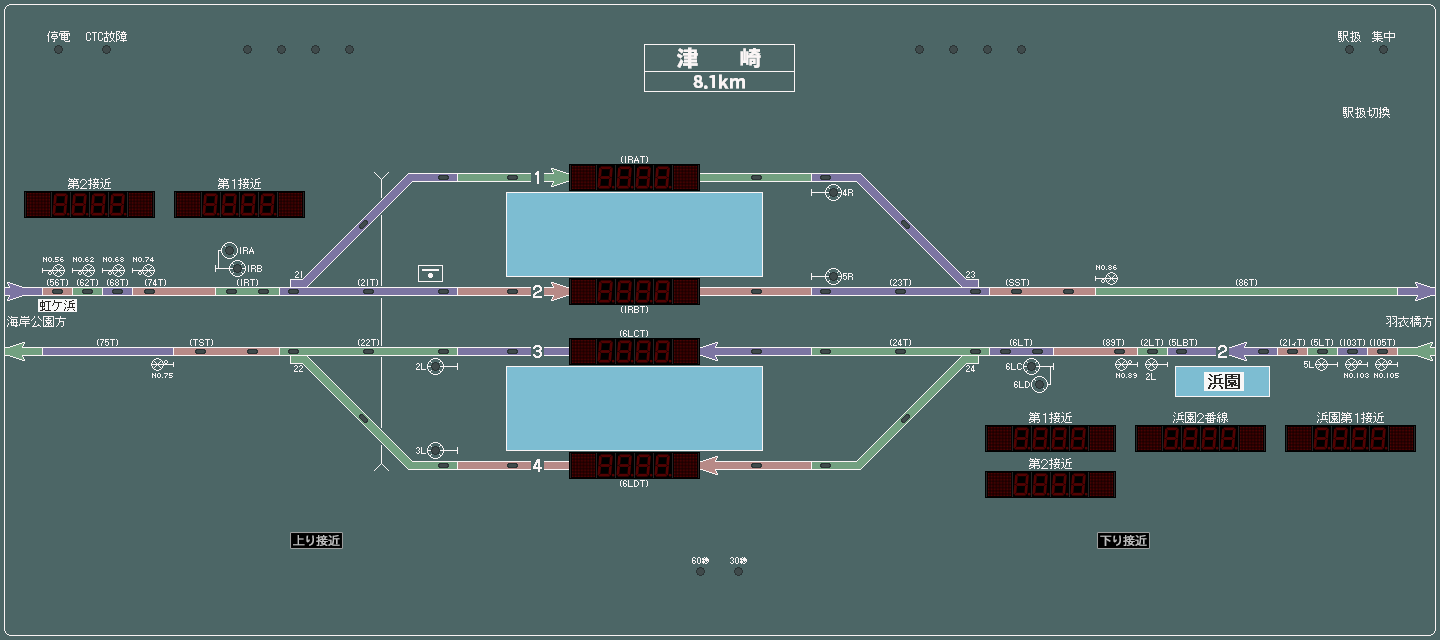 停電 CTC故障
駅扱 集中
津 崎
8.1km
駅扱切換
第2接近 第1接近
(1RAT)
1
4R
1RA
1RB
NO.56 NO.62 NO.68 NO.74
21
5R
23
NO.86
(56T) (62T) (68T) (74T) (1RT) (21T) (23T) (SST) (86T)
2
虹ケ浜
(1RBT)
海岸公園方
羽衣橋方
(6LCT)
(75T) (TST) (22T) (24T) (6LT) (89T) (2LT) (5LBT) (5LT) (103T) (105T)
3
2
NO.75
22
2L
24
6LC
6LD
NO.89
2L
5L
NO.103 NO.105
浜園
第1接近 浜園2番線 浜園第1接近
3L
4
第2接近
(6LDT)
上り接近
下り接近
60秒 30秒